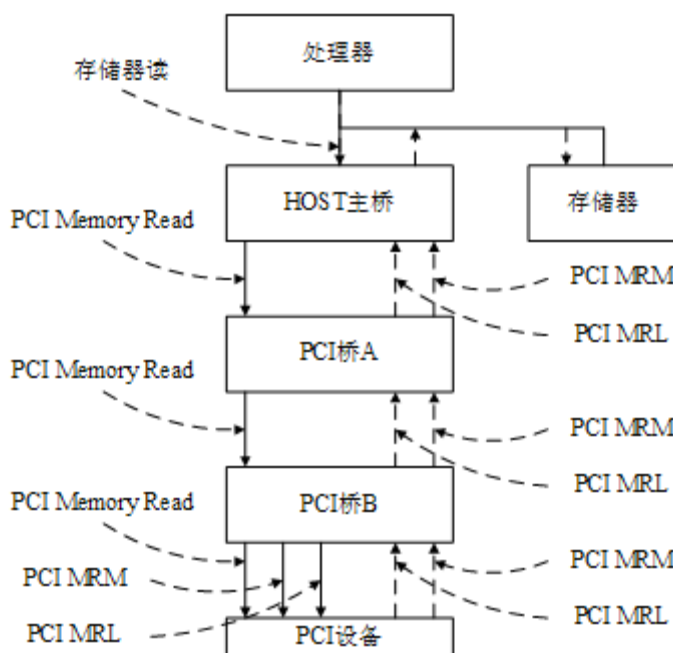 处理器
存储器读
HOST主桥
存储器
PCI Memory Read
PCI MRM
PCI MRL
PCI桥A
PCI Memory Read
PCI MRM
PCI MRL
PCI桥B
PCI Memory Read
PCI MRM
PCI MRM
PCI MRL
PCI MRL
PCI设备